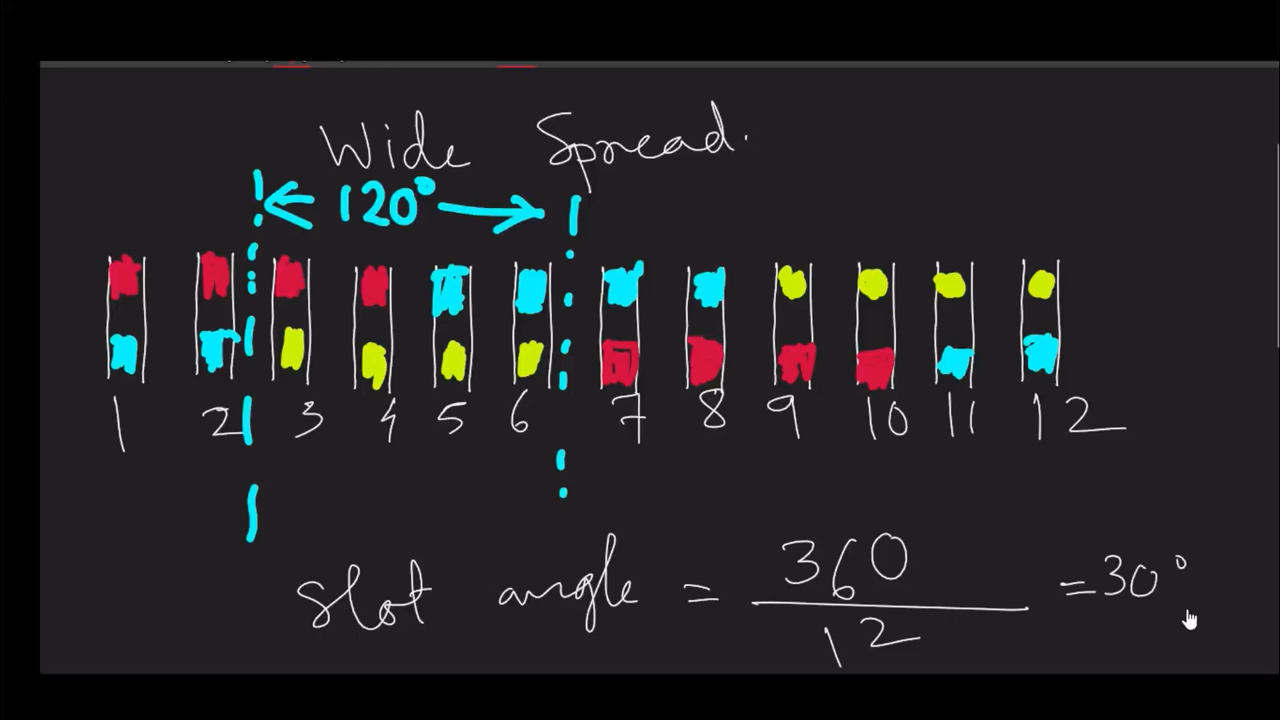 Wide Spread.
120°
1 2 3 4 5 6 7 8 9 10 11 12
Slot angle = 360 / 12 = 30°